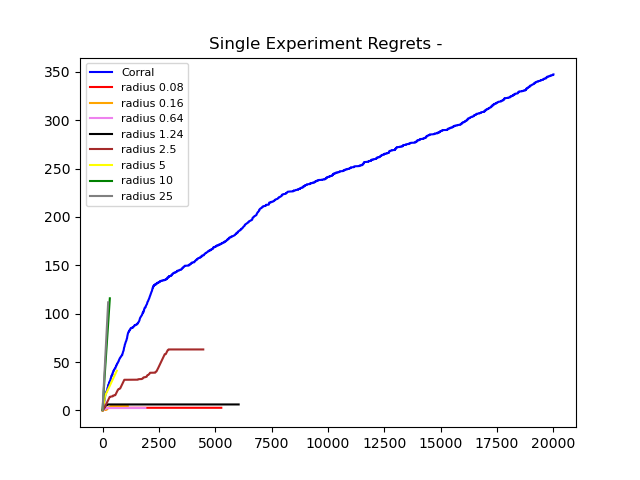 Single Experiment Regrets -
350
300
250
200
150
100
50
0
Corral
radius 0.08
radius 0.16
radius 0.64
radius 1.24
radius 2.5
radius 5
radius 10
radius 25
0 2500 5000 7500 10000 12500 15000 17500 20000